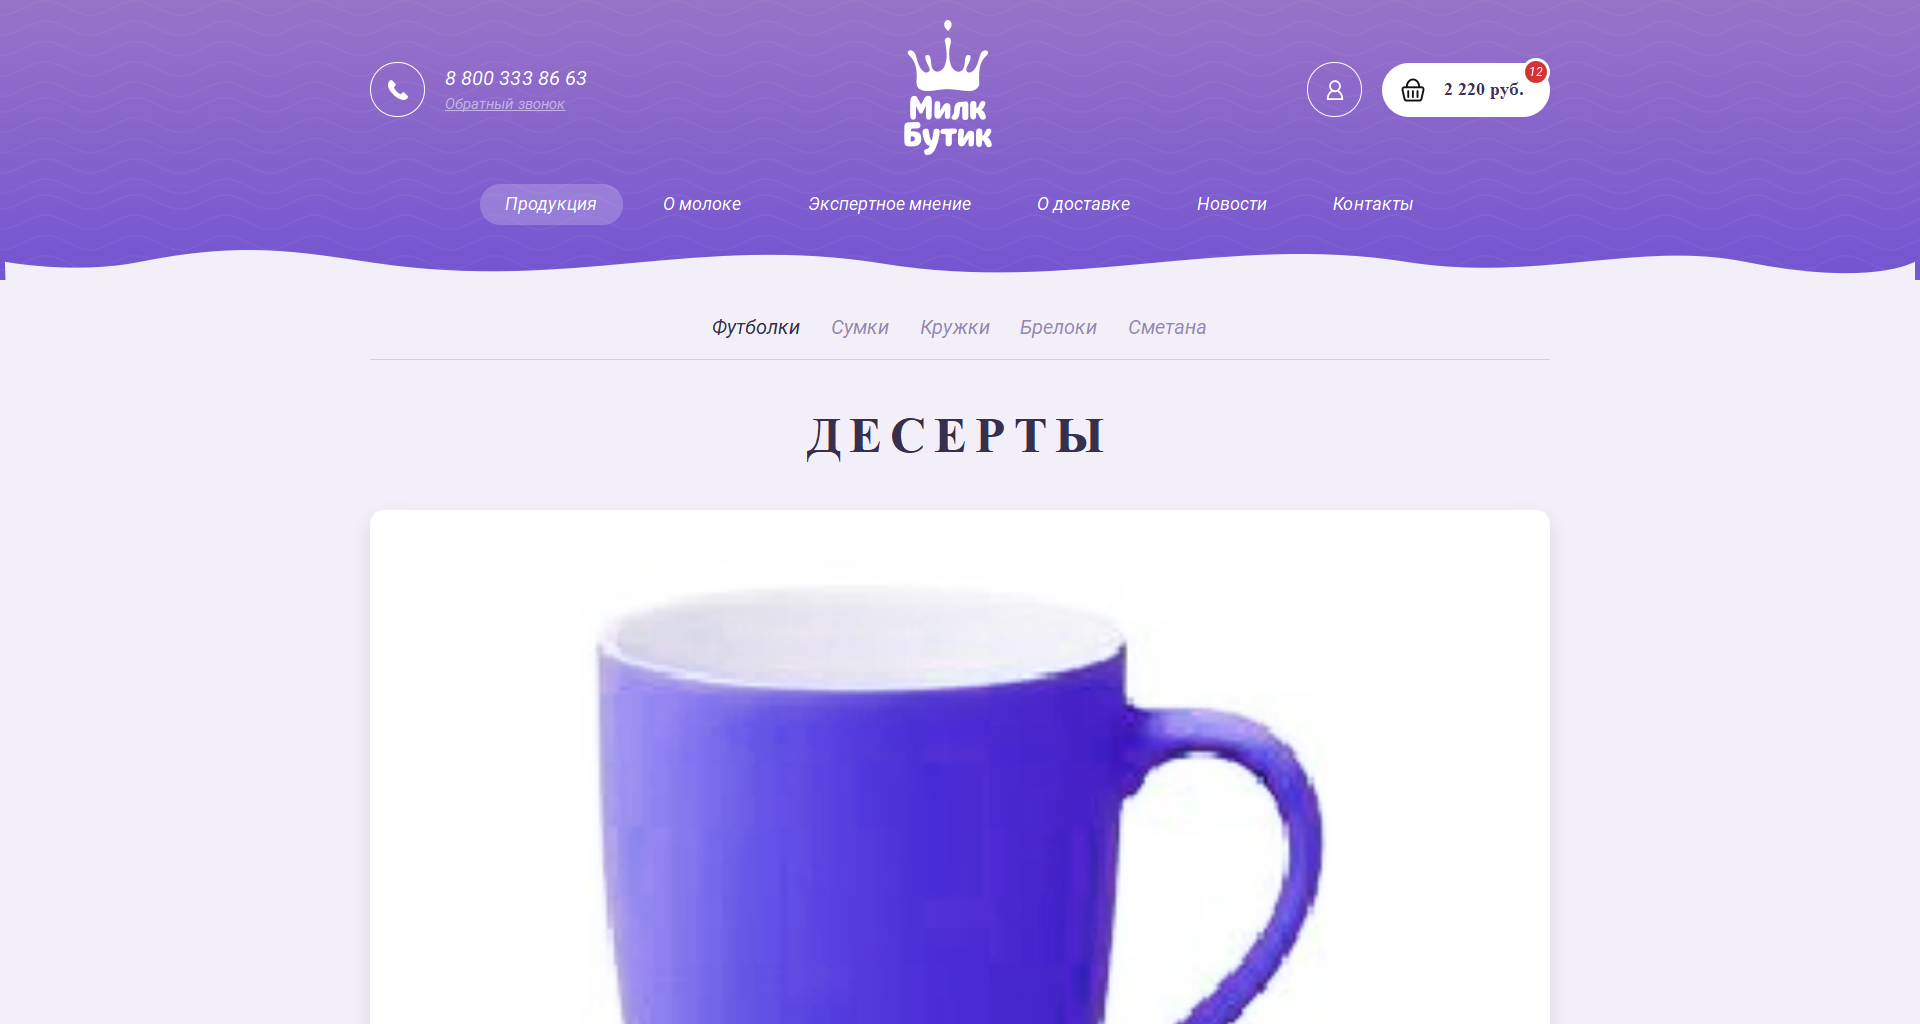 8 800 333 86 63
Обратный звонок
Милк
Бутик
12
2 220 руб.
Продукция О молоке Экспертное мнение О доставке Новости Контакты
Футболки Сумки Кружки Брелоки Сметана
ДЕСЕРТЫ